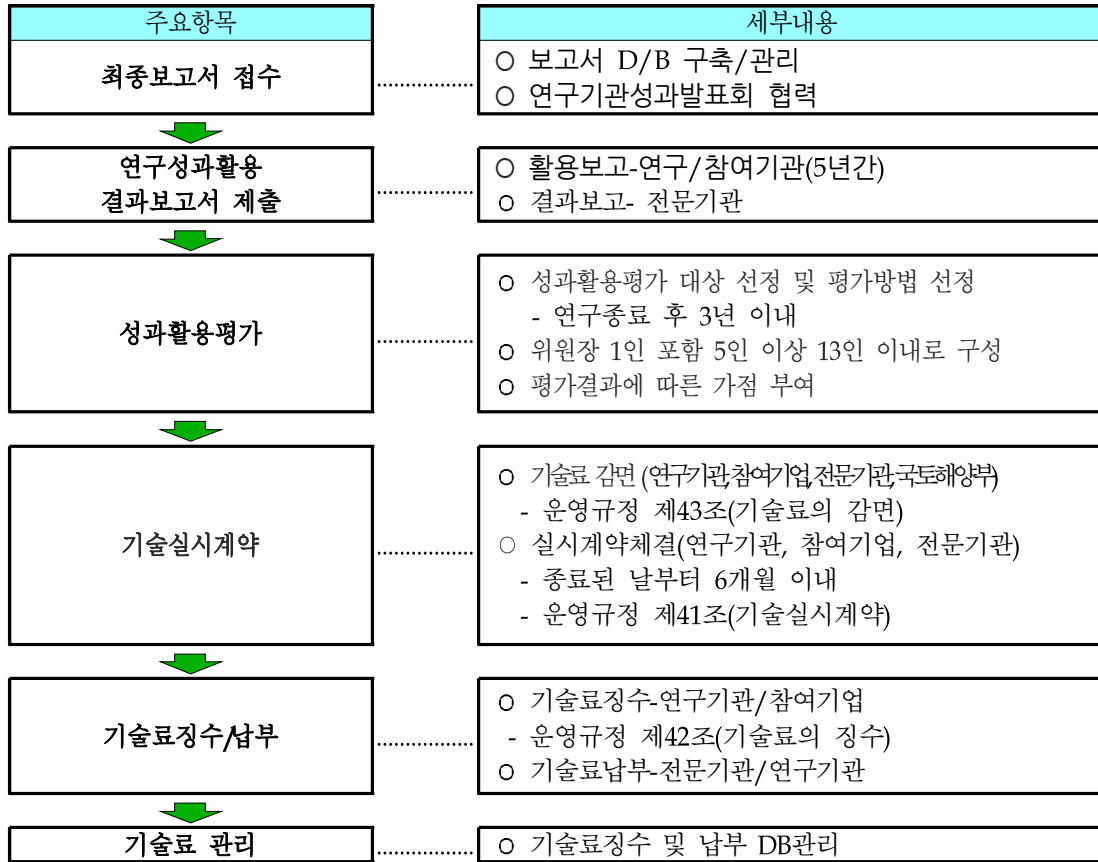 주요항목
세부내용
최종보고서 접수
○ 보고서 D/B 구축/관리
○ 연구기관성과발표회 협력
연구성과활용
결과보고서 제출
○ 활용보고-연구/참여기관(5년간)
o 결과보고- 전문기관
성과활용평가
o 성과활용평가 대상 선정 및 평가방법 선정
- 연구종료 후 3년 이내
o 위원장 1인 포함 5인 이상 13인 이내로 구성
o 평가결과에 따른 가점 부여
기술실시계약
o 기술료 감면 (연구기관,참여기업,전문기관,국토해양부)
- 운영규정 제43조(기술료의 감면)
○ 실시계약체결(연구기관, 참여기업, 전문기관)
- 종료된 날부터 6개월 이내
- 운영규정 제41조(기술실시계약)
기술료징수/납부
o 기술료징수-연구기관/참여기업
- 운영규정 제42조(기술료의 징수)
o 기술료납부-전문기관/연구기관
기술료 관리
o 기술료징수 및 납부 DB관리